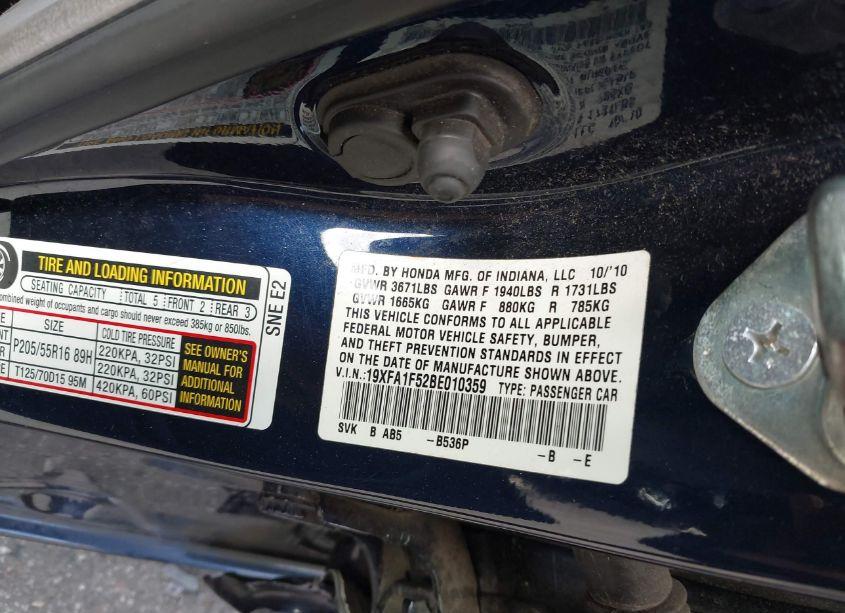 TIRE AND LOADING INFORMATION
SEATING CAPACITY TOTAL 5 FRONT 2 REAR 3
combined weight of occupants and cargo should never exceed 385kg or 850lbs.
SIZE COLD TIRE PRESSURE
P205/55R16 89H 220KPA, 32PSI
220KPA, 32PSI
T125/70D15 95M 420KPA, 60PSI
SEE OWNER'S
MANUAL FOR
ADDITIONAL
INFORMATION
SNE E2
MFD. BY HONDA MFG. OF INDIANA, LLC 10/'10
GVWR 3671LBS GAWR F 1940LBS R 1731LBS
GVWR 1665KG GAWR F 880KG R 785KG
THIS VEHICLE CONFORMS TO ALL APPLICABLE
FEDERAL MOTOR VEHICLE SAFETY, BUMPER,
AND THEFT PREVENTION STANDARDS IN EFFECT
ON THE DATE OF MANUFACTURE SHOWN ABOVE.
V.I.N.:19XFA1F52BE010359 TYPE: PASSENGER CAR
SVK B AB5 -B536P -B -E